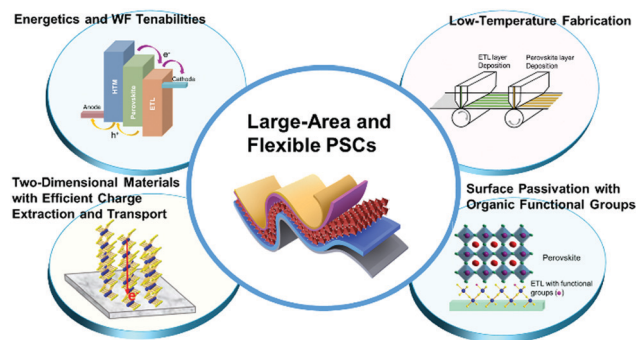 Energetics and WF Tenabilities
HTM
Perovskite
ETL
e⁻
Cathode
Anode
h⁺
Low-Temperature Fabrication
ETL layer
Deposition
Perovskite layer
Deposition
Large-Area and
Flexible PSCs
Two-Dimensional Materials
with Efficient Charge
Extraction and Transport
e⁻
Surface Passivation with
Organic Functional Groups
Perovskite
ETL with functional
groups (●)